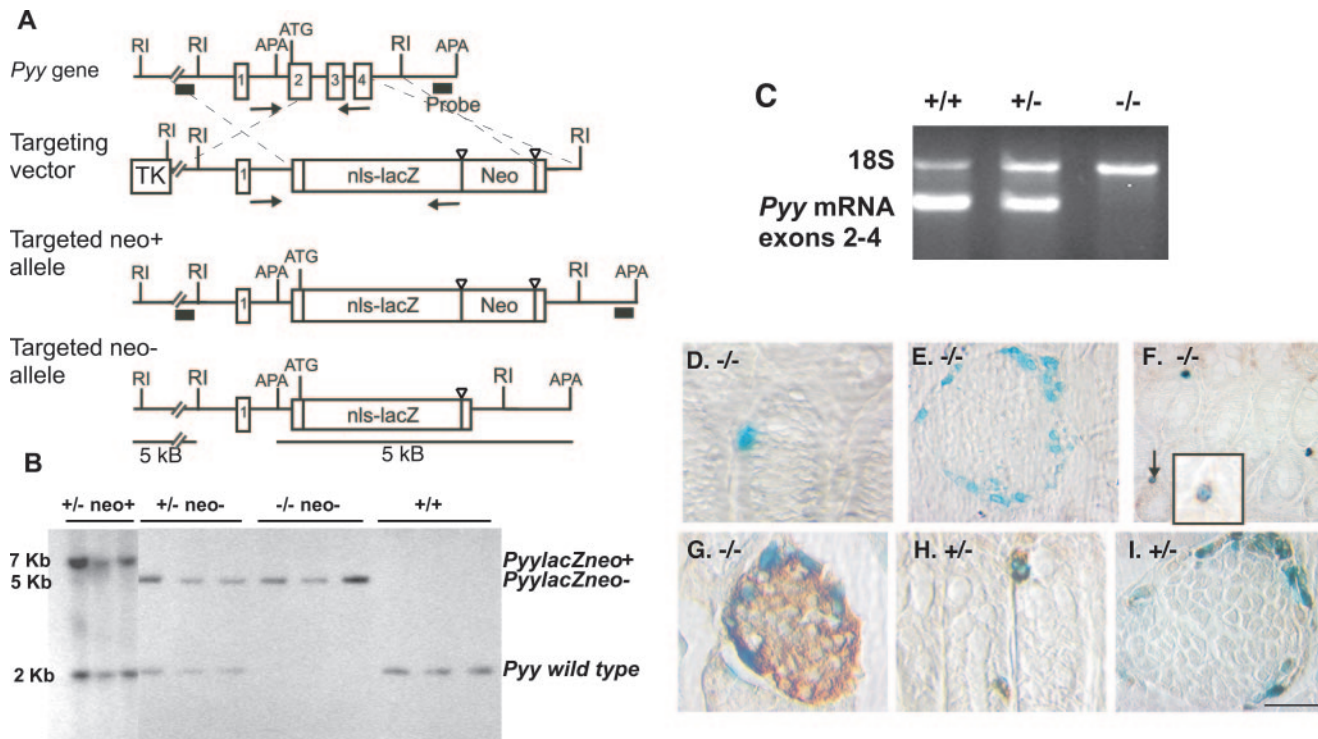 A
RI RI APA ATG RI APA
Pyy gene
1 2 3 4
Probe
Targeting
vector
RI RI RI
TK 1 nls-lacZ Neo
Targeted neo+
allele
RI RI APA ATG RI APA
1 nls-lacZ Neo
Targeted neo-
allele
RI RI APA ATG RI APA
1 nls-lacZ
5 kB 5 kB
B
+/- neo+ +/- neo- -/- neo- +/+
7 Kb PyylacZneo+
5 Kb PyylacZneo-
2 Kb Pyy wild type
C
+/+ +/- -/-
18S
Pyy mRNA
exons 2-4
D. -/- E. -/- F. -/-
G. -/- H. +/- I. +/-